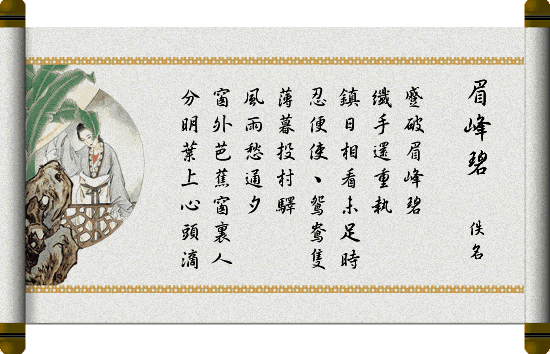 眉峰碧
佚名
蹙破眉峰碧
纖手還重執
鎮日相看未足時
忍便使、鴛鴦隻
薄暮投村驛
風雨愁通夕
窗外芭蕉窗裏人
分明葉上心頭滴